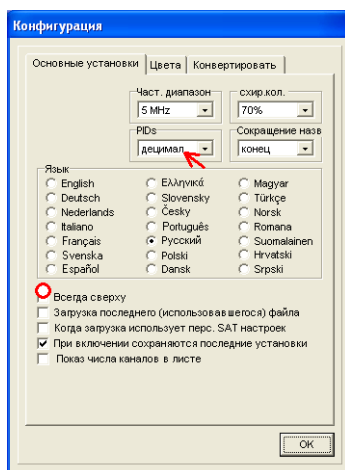 Конфигурация
Основные установки Цвета Конвертировать
Част. диапазон схир.кол.
5 MHz 70%
PIDs Сокращение назв
децимал. конец
Язык
English Ελληνικά Magyar
Deutsch Slovensky Türkçe
Nederlands Česky Norsk
Italiano Português Romana
Français Русский Suomalainen
Svenska Polski Hrvatski
Español Dansk Srpski
Всегда сверху
Загрузка последнего (использовавшегося) файла
Когда загрузка использует перс. SAT настроек
При включении сохраняются последние установки
Показ числа каналов в листе
OK